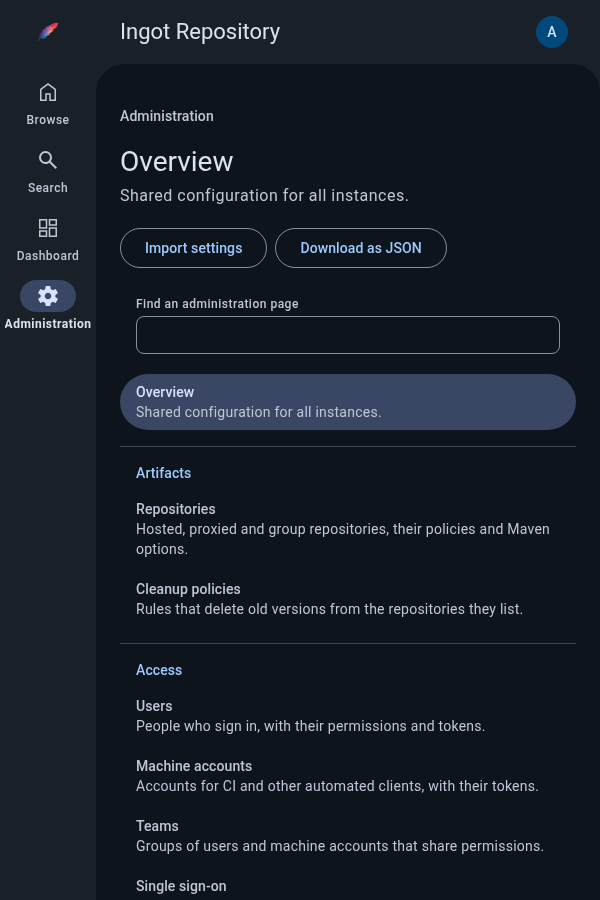 Ingot Repository
A
Browse
Search
Dashboard
Administration
Administration
Overview
Shared configuration for all instances.
Import settings
Download as JSON
Find an administration page
Overview
Shared configuration for all instances.
Artifacts
Repositories
Hosted, proxied and group repositories, their policies and Maven
options.
Cleanup policies
Rules that delete old versions from the repositories they list.
Access
Users
People who sign in, with their permissions and tokens.
Machine accounts
Accounts for CI and other automated clients, with their tokens.
Teams
Groups of users and machine accounts that share permissions.
Single sign-on